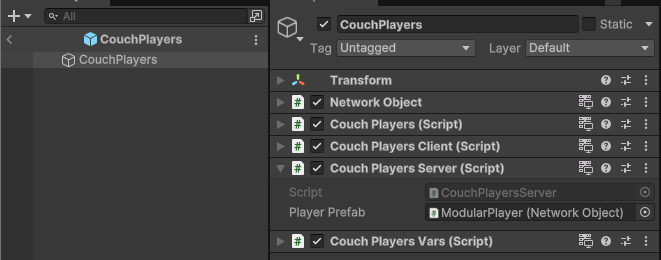 All
CouchPlayers
CouchPlayers
CouchPlayers
Static
Tag Untagged Layer Default
Transform
# Network Object
# Couch Players (Script)
# Couch Players Client (Script)
# Couch Players Server (Script)
Script # CouchPlayersServer
Player Prefab # ModularPlayer (Network Object)
# Couch Players Vars (Script)